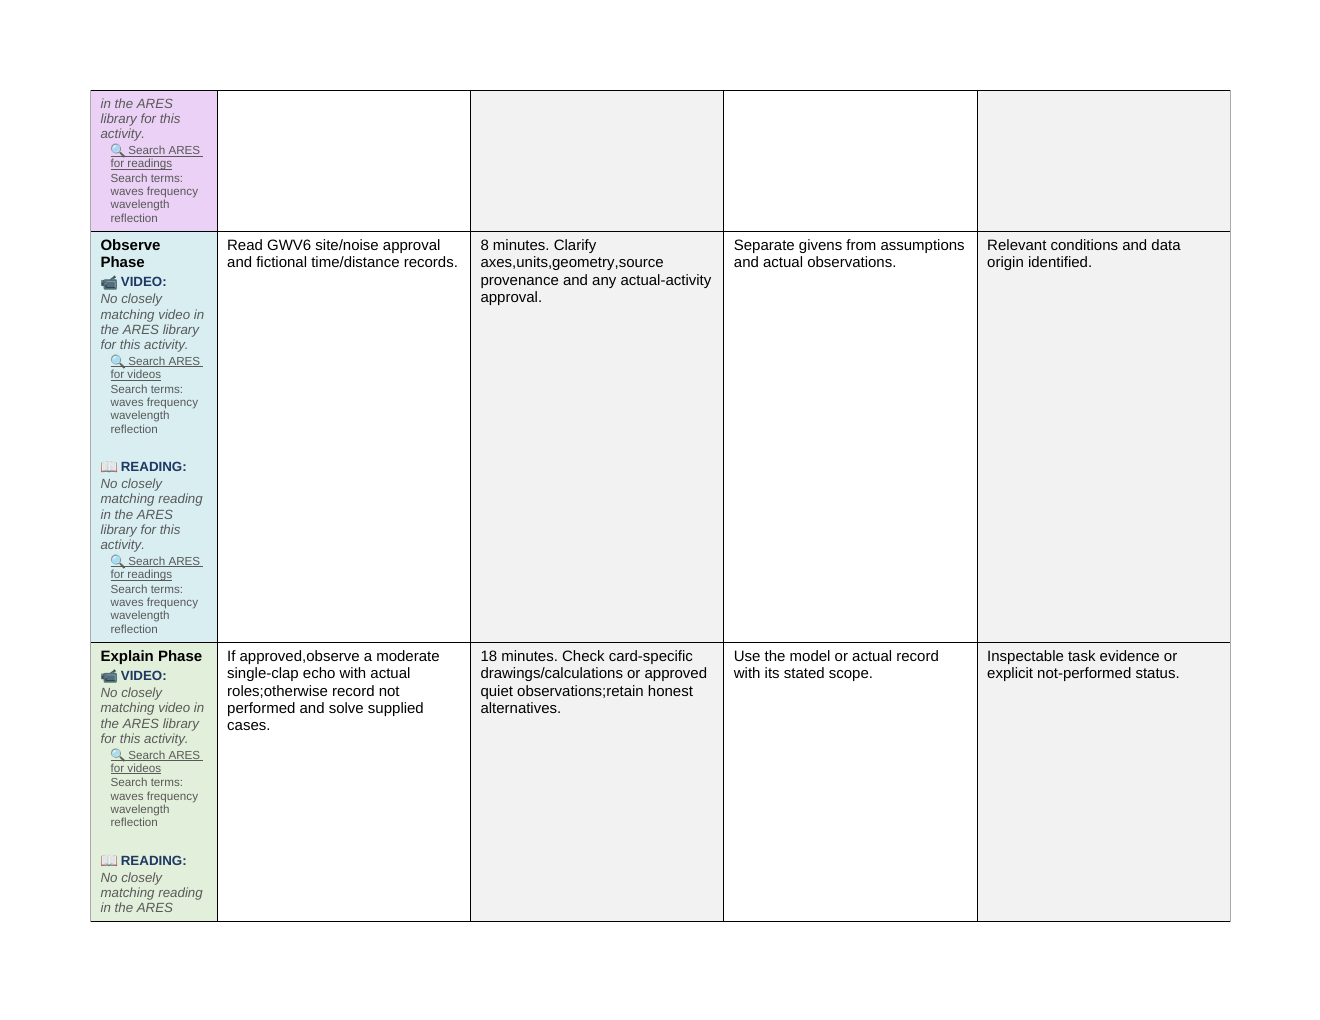 in the ARES
library for this
activity.
🔍 Search ARES
for readings
Search terms:
waves frequency
wavelength
reflection
Observe
Phase
📹 VIDEO:
No closely
matching video in
the ARES library
for this activity.
🔍 Search ARES
for videos
Search terms:
waves frequency
wavelength
reflection
📖 READING:
No closely
matching reading
in the ARES
library for this
activity.
🔍 Search ARES
for readings
Search terms:
waves frequency
wavelength
reflection
Read GWV6 site/noise approval
and fictional time/distance records.
8 minutes. Clarify
axes,units,geometry,source
provenance and any actual-activity
approval.
Separate givens from assumptions
and actual observations.
Relevant conditions and data
origin identified.
Explain Phase
📹 VIDEO:
No closely
matching video in
the ARES library
for this activity.
🔍 Search ARES
for videos
Search terms:
waves frequency
wavelength
reflection
📖 READING:
No closely
matching reading
in the ARES
If approved,observe a moderate
single-clap echo with actual
roles;otherwise record not
performed and solve supplied
cases.
18 minutes. Check card-specific
drawings/calculations or approved
quiet observations;retain honest
alternatives.
Use the model or actual record
with its stated scope.
Inspectable task evidence or
explicit not-performed status.